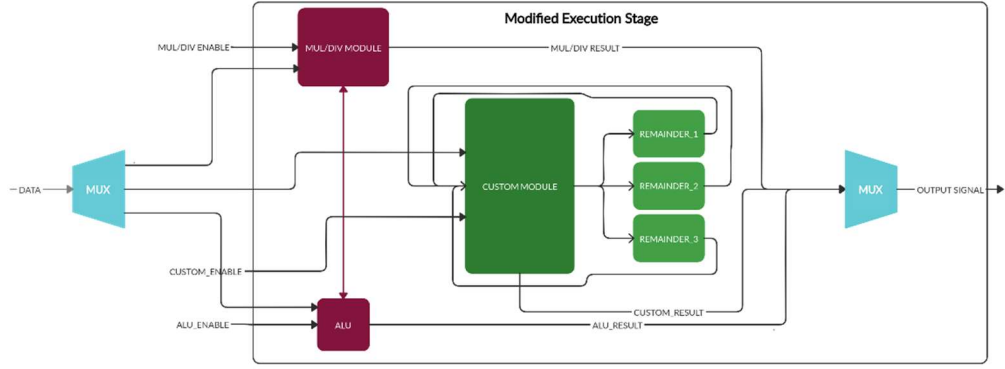 Modified Execution Stage
MUL/DIV ENABLE
MUL/DIV MODULE
MUL/DIV RESULT
REMAINDER_1
DATA
MUX
CUSTOM MODULE
REMAINDER_2
MUX
OUTPUT SIGNAL
REMAINDER_3
CUSTOM_ENABLE
CUSTOM_RESULT
ALU_ENABLE
ALU
ALU_RESULT